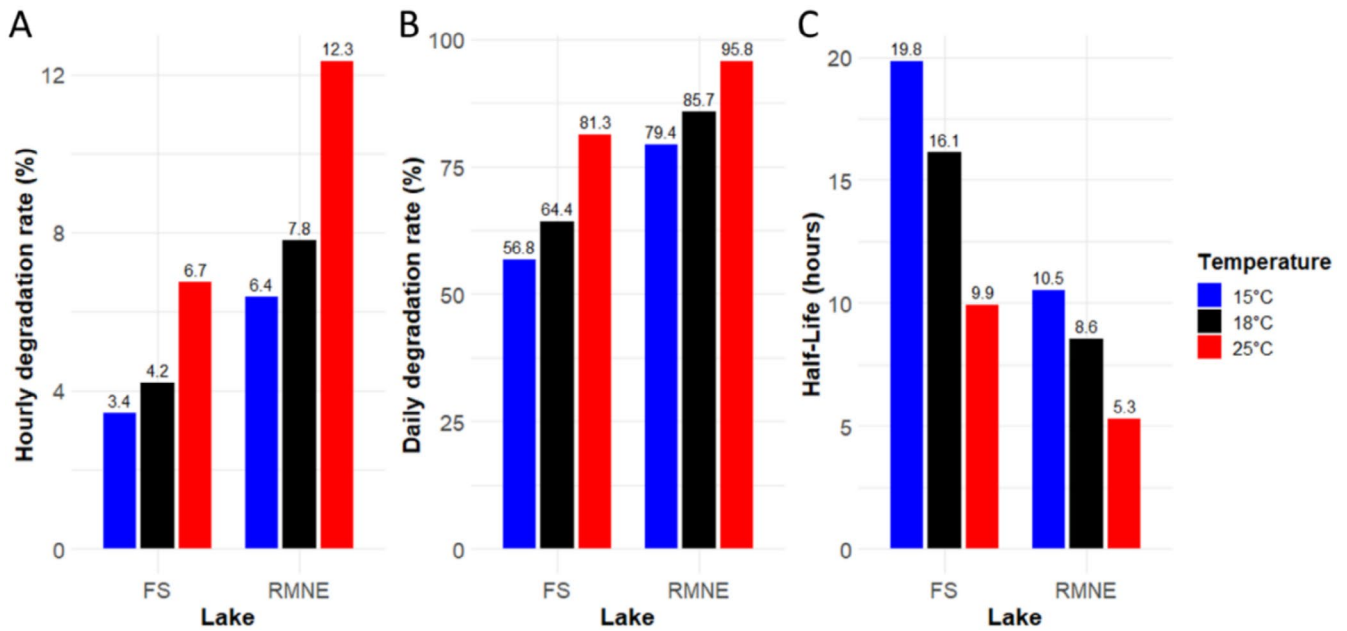 A
Hourly degradation rate (%)
12
8
4
0
3.4
4.2
6.7
6.4
7.8
12.3
FS
RMNE
Lake
B
Daily degradation rate (%)
100
75
50
25
0
56.8
64.4
81.3
79.4
85.7
95.8
FS
RMNE
Lake
C
Half-Life (hours)
20
15
10
5
0
19.8
16.1
9.9
10.5
8.6
5.3
FS
RMNE
Lake
Temperature
15°C
18°C
25°C